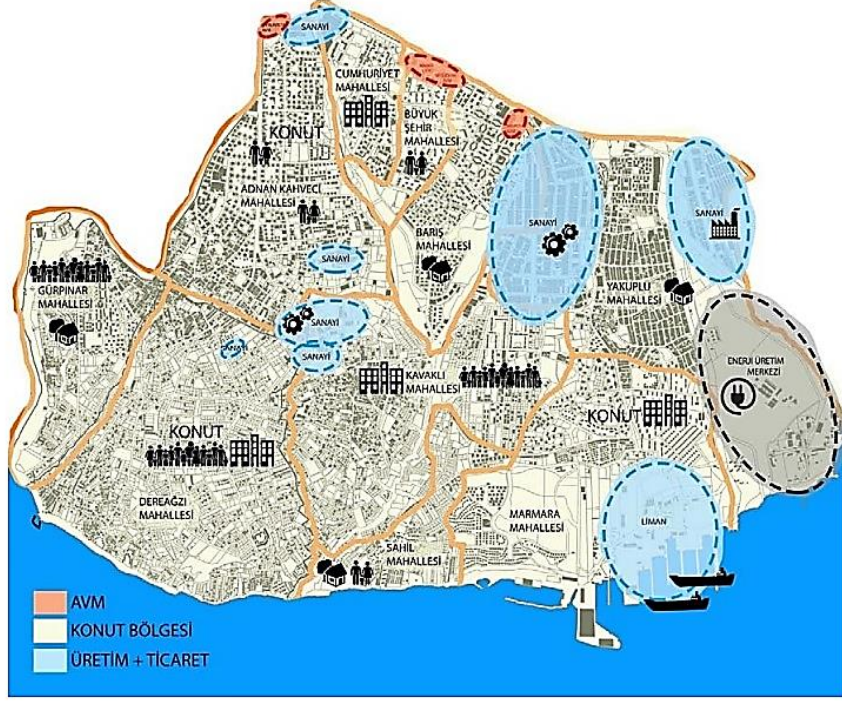 SANAYİ
CUMHURİYET
MAHALLESİ
BÜYÜK
ŞEHİR
MAHALLESİ
KONUT
ADNAN KAHVECİ
MAHALLESİ
BARIŞ
MAHALLESİ
SANAYİ
SANAYİ
SANAYİ
GÜRPINAR
MAHALLESİ
YAKUPLU
MAHALLESİ
SANAYİ
SANAYİ
SANAYİ
ENERJİ ÜRETİM
MERKEZİ
KAVAKLI
MAHALLESİ
KONUT
KONUT
DEREAĞZI
MAHALLESİ
MARMARA
MAHALLESİ
LİMAN
SAHİL
MAHALLESİ
AVM
KONUT BÖLGESİ
ÜRETİM + TİCARET